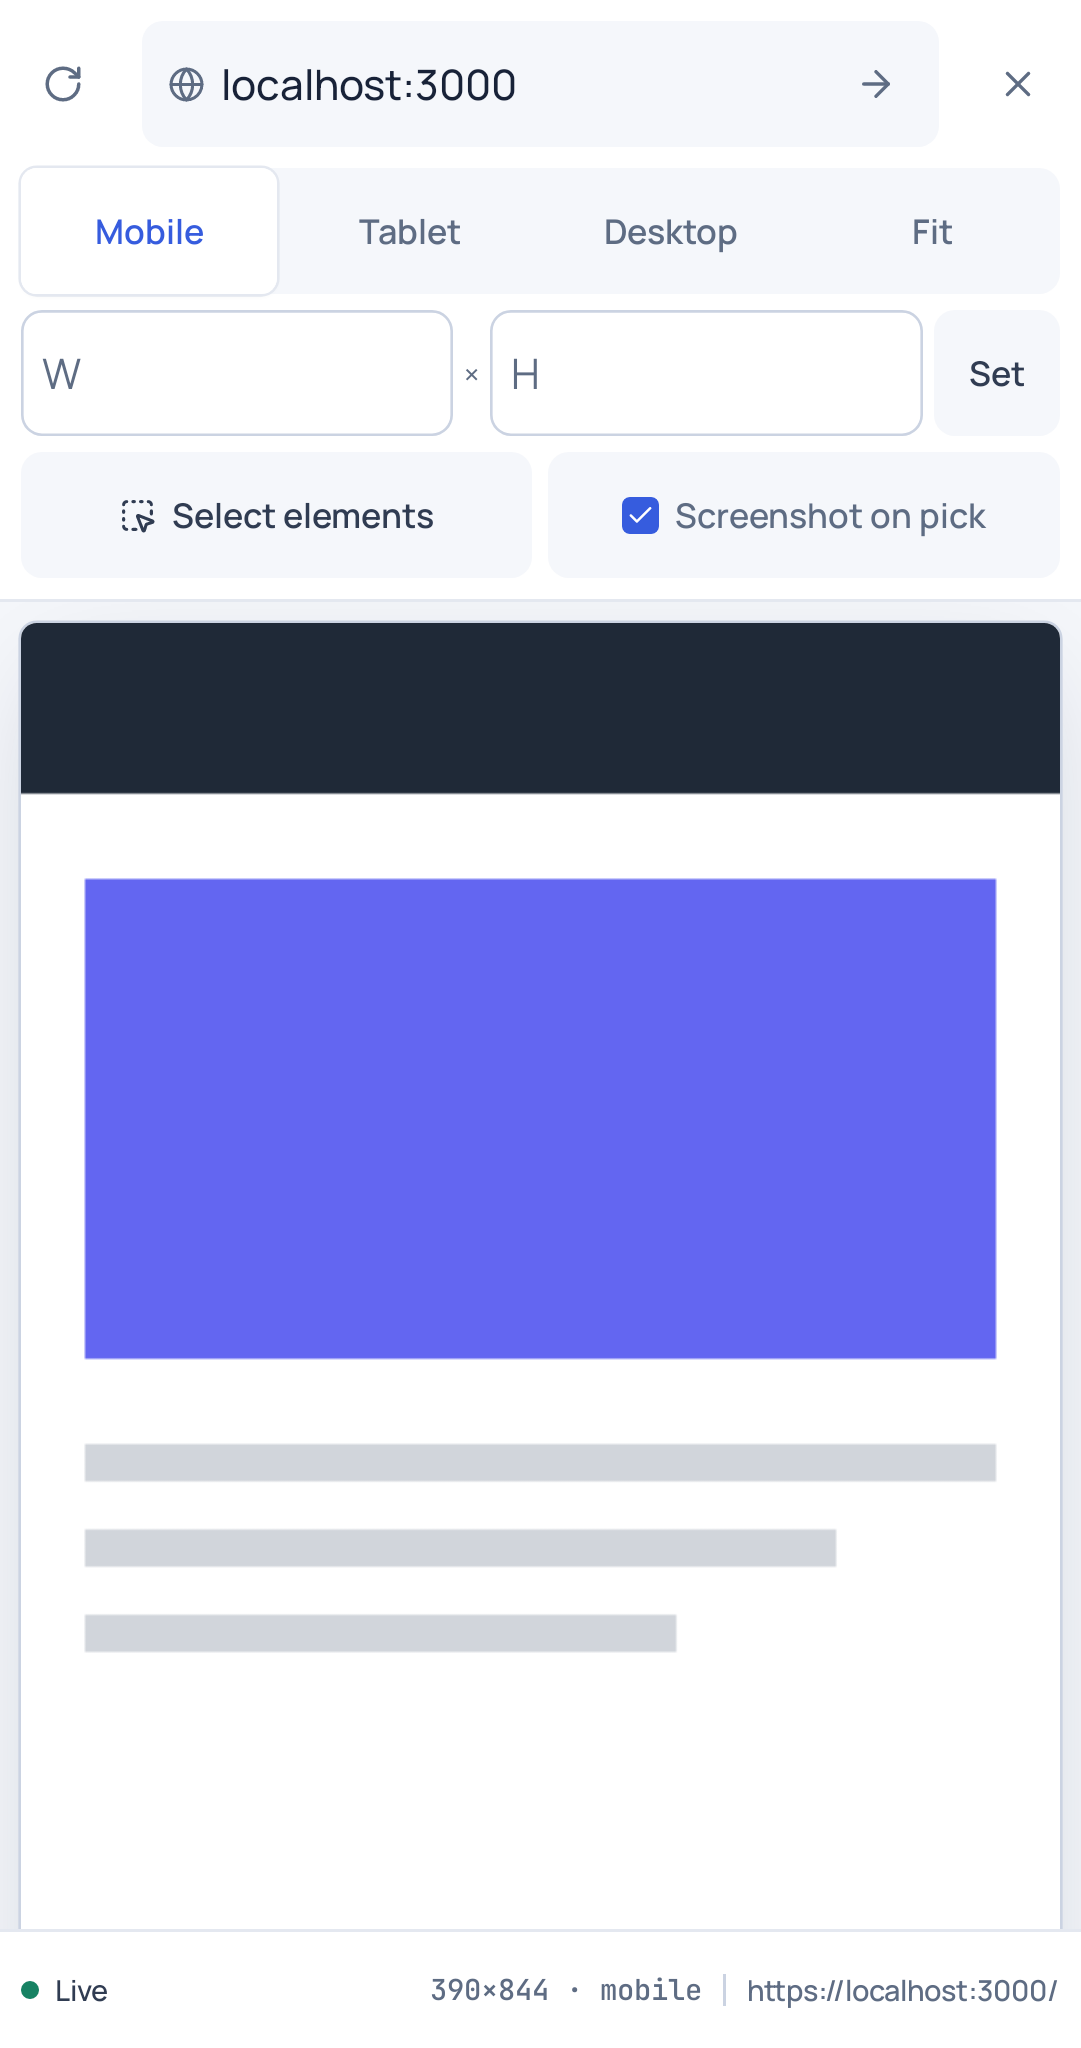 localhost:3000
Mobile Tablet Desktop Fit
W × H Set
Select elements Screenshot on pick
Live 390×844 · mobile https://localhost:3000/